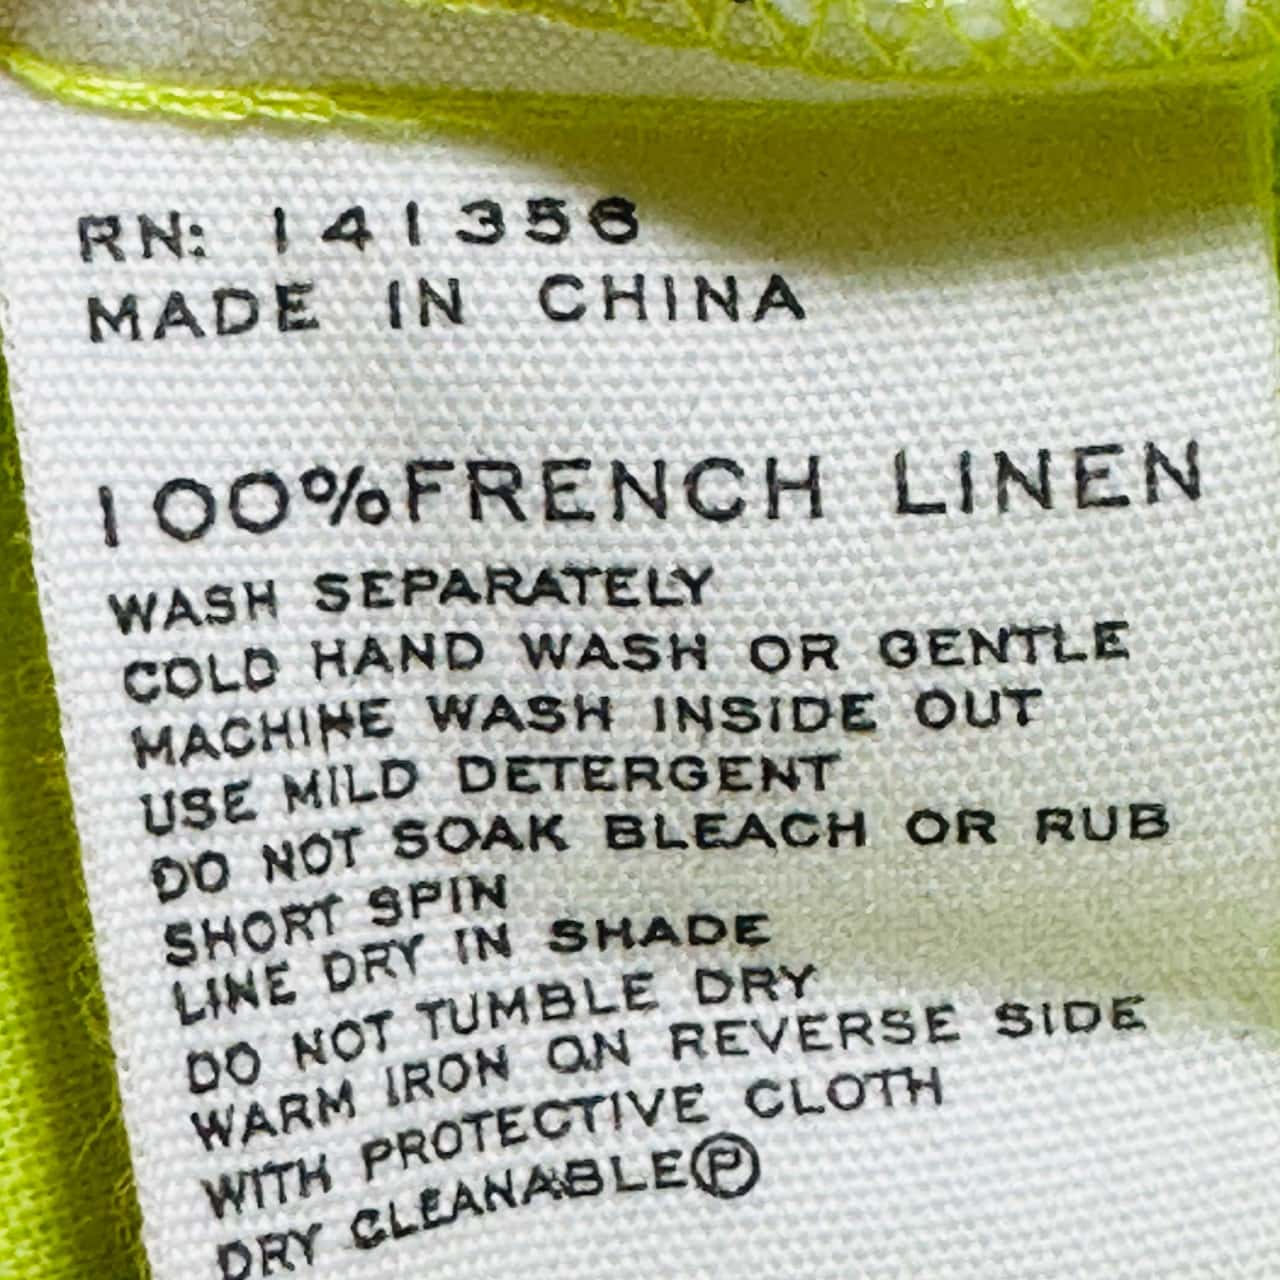 RN: 141356
MADE IN CHINA
100%FRENCH LINEN
WASH SEPARATELY
COLD HAND WASH OR GENTLE
MACHINE WASH INSIDE OUT
USE MILD DETERGENT
DO NOT SOAK BLEACH OR RUB
SHORT SPIN
LINE DRY IN SHADE
DO NOT TUMBLE DRY
WARM IRON ON REVERSE SIDE
WITH PROTECTIVE CLOTH
DRY CLEANABLE Ⓟ